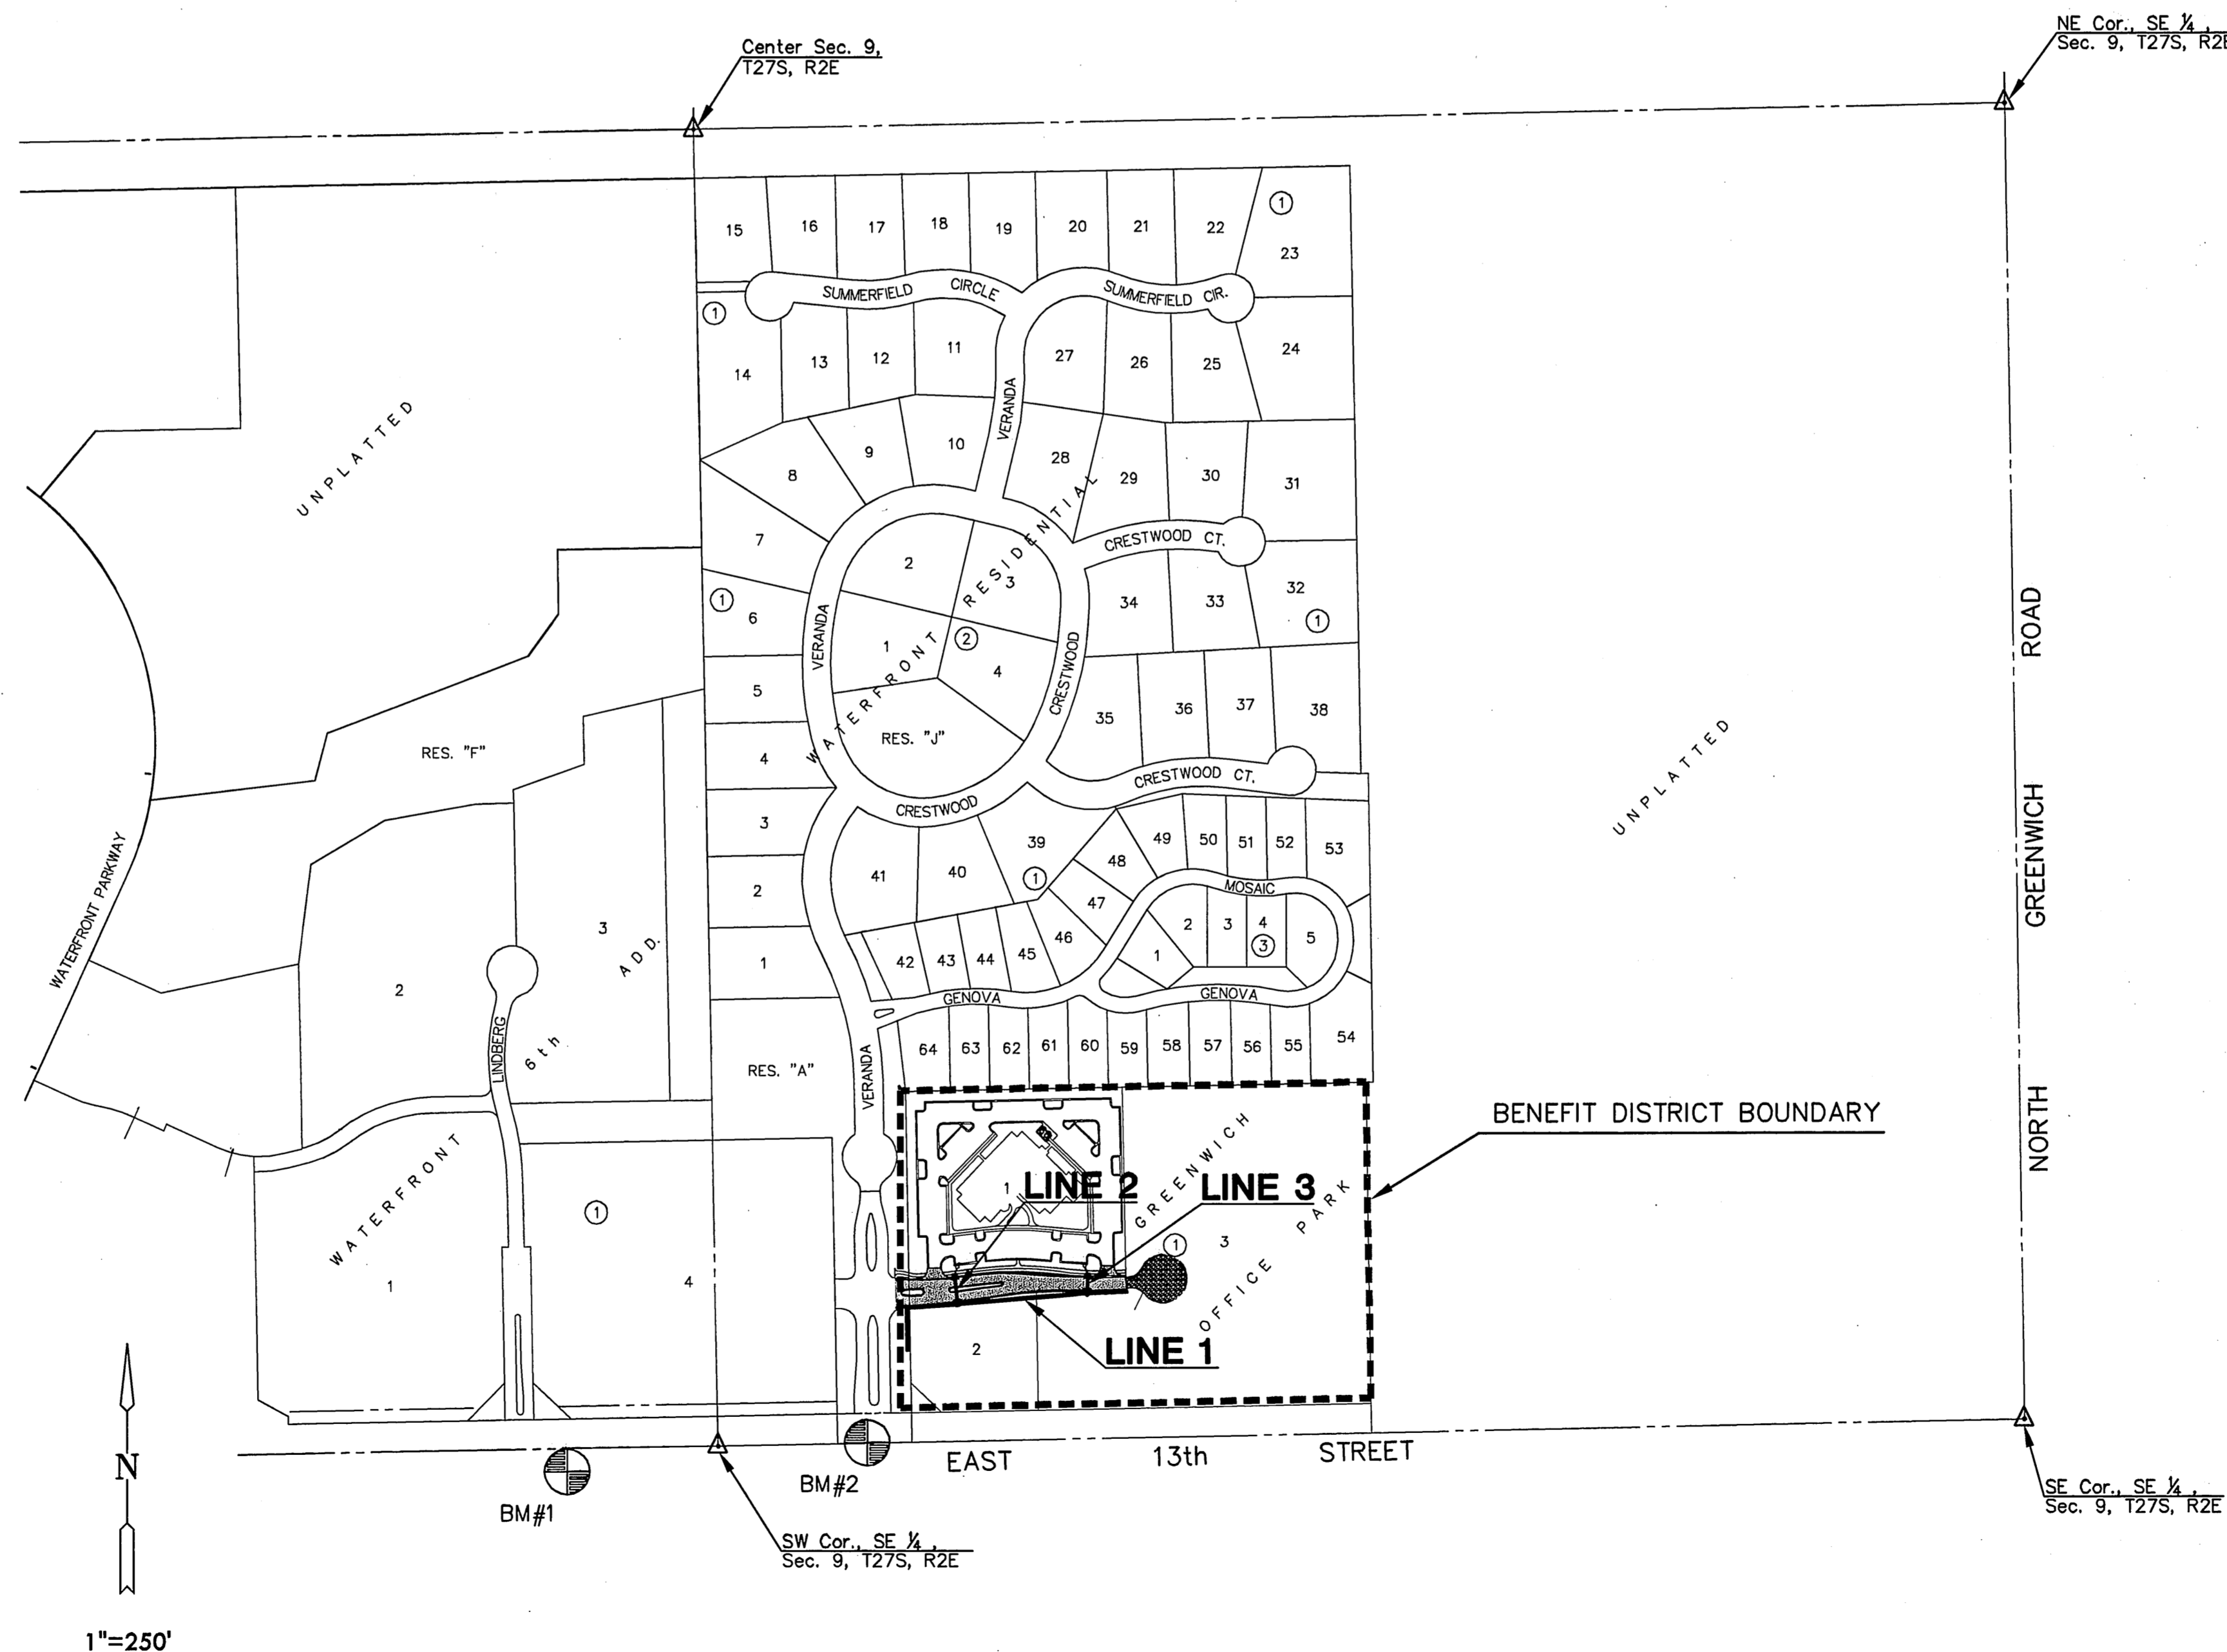 Center Sec. 9,
T27S, R2E
NE Cor., SE ¼ ,
Sec. 9, T27S, R2E
15
16
17
18
19
20
21
22
1
23
SUMMERFIELD CIRCLE
SUMMERFIELD CIR.
1
14
13
12
11
27
26
25
24
VERANDA
UNPLATTED
8
9
10
28
29
30
31
7
2
3
CRESTWOOD CT.
1
6
VERANDA
1
2
4
CRESTWOOD
34
33
32
1
WATERFRONT RESIDENTIAL
5
RES. "J"
35
36
37
38
RES. "F"
4
CRESTWOOD CT.
CRESTWOOD
UNPLATTED
NORTH GREENWICH ROAD
WATERFRONT PARKWAY
3
39
49
50
51
52
53
41
40
1
48
MOSAIC
2
47
2
3
4
3
5
3
1
42
43
44
45
46
1
2
GENOVA
GENOVA
LINDBERG
WATERFRONT 6th ADD.
RES. "A"
VERANDA
64
63
62
61
60
59
58
57
56
55
54
BENEFIT DISTRICT BOUNDARY
1
LINE 2
LINE 3
GREENWICH
OFFICE PARK
1
3
1
1
4
LINE 1
2
EAST 13th STREET
N
BM#1
BM#2
SW Cor., SE ¼ ,
Sec. 9, T27S, R2E
SE Cor., SE ¼ ,
Sec. 9, T27S, R2E
1"=250'